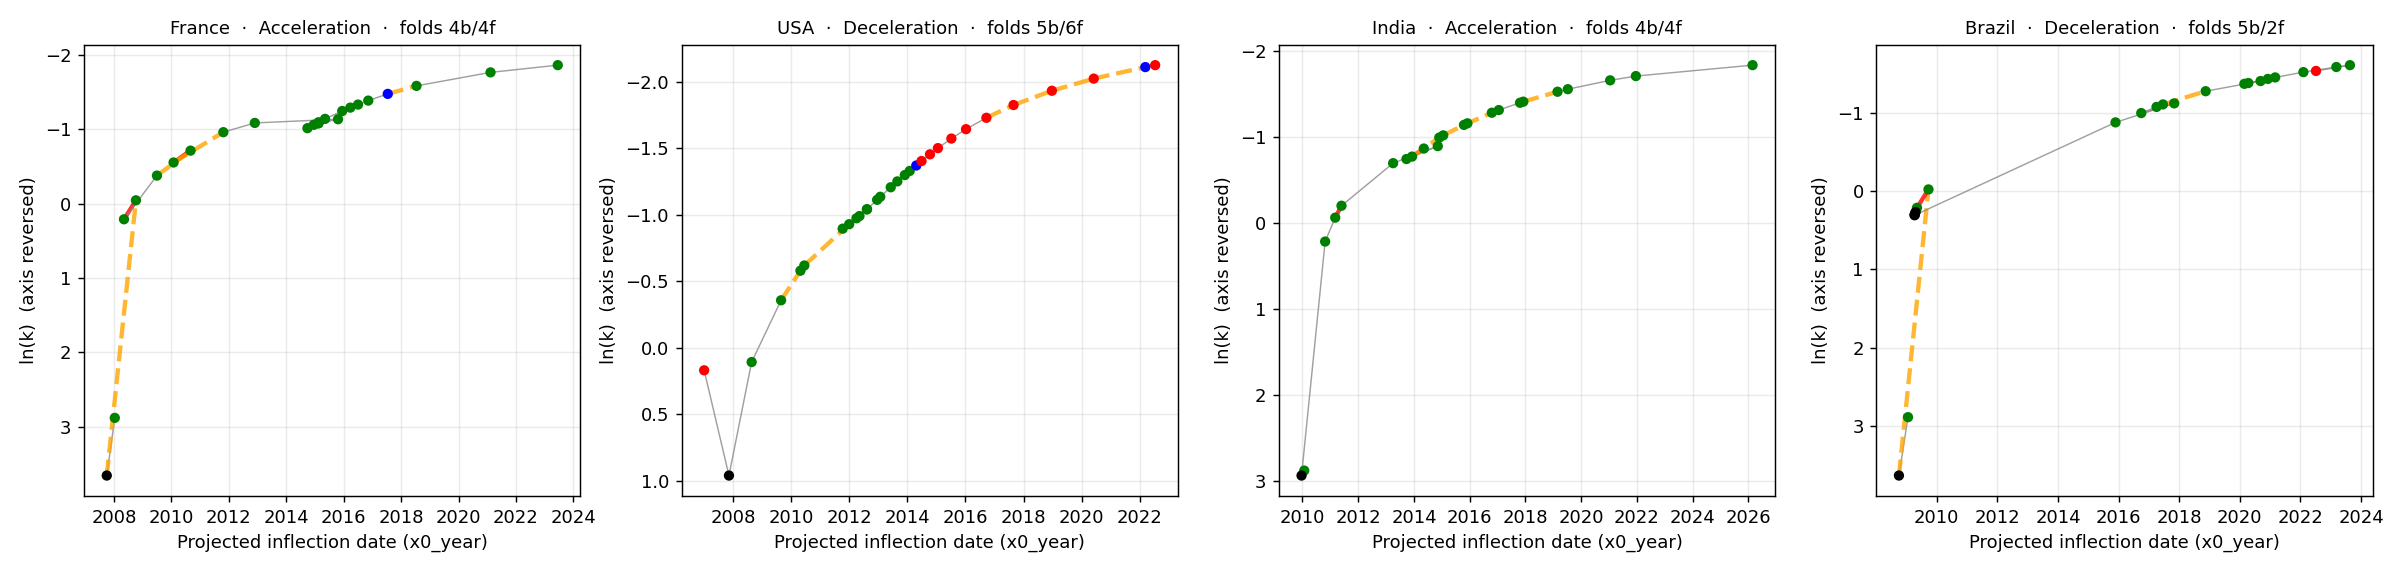 France  ·  Acceleration  ·  folds 4b/4f
−2
−1
0
1
2
3
ln(k)  (axis reversed)
2008 2010 2012 2014 2016 2018 2020 2022 2024
Projected inflection date (x0_year)
USA  ·  Deceleration  ·  folds 5b/6f
−2.0
−1.5
−1.0
−0.5
0.0
0.5
1.0
ln(k)  (axis reversed)
2008 2010 2012 2014 2016 2018 2020 2022
Projected inflection date (x0_year)
India  ·  Acceleration  ·  folds 4b/4f
−2
−1
0
1
2
3
ln(k)  (axis reversed)
2010 2012 2014 2016 2018 2020 2022 2024 2026
Projected inflection date (x0_year)
Brazil  ·  Deceleration  ·  folds 5b/2f
−1
0
1
2
3
ln(k)  (axis reversed)
2010 2012 2014 2016 2018 2020 2022 2024
Projected inflection date (x0_year)